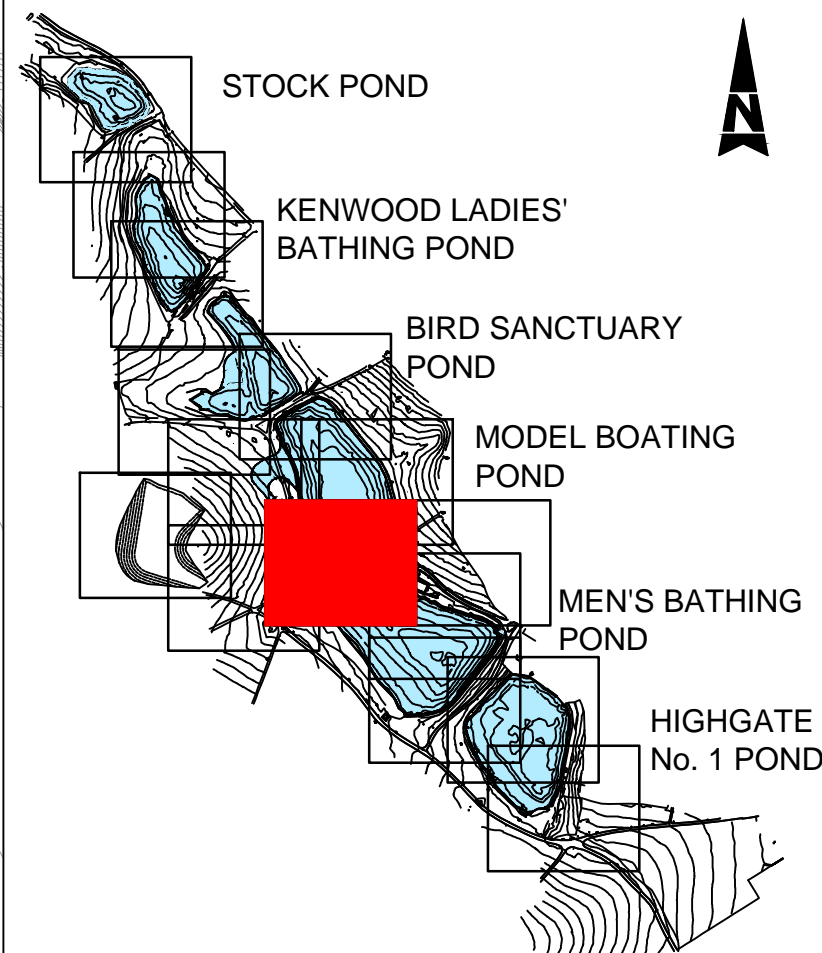 STOCK POND
N
KENWOOD LADIES'
BATHING POND
BIRD SANCTUARY
POND
MODEL BOATING
POND
MEN'S BATHING
POND
HIGHGATE
No. 1 POND